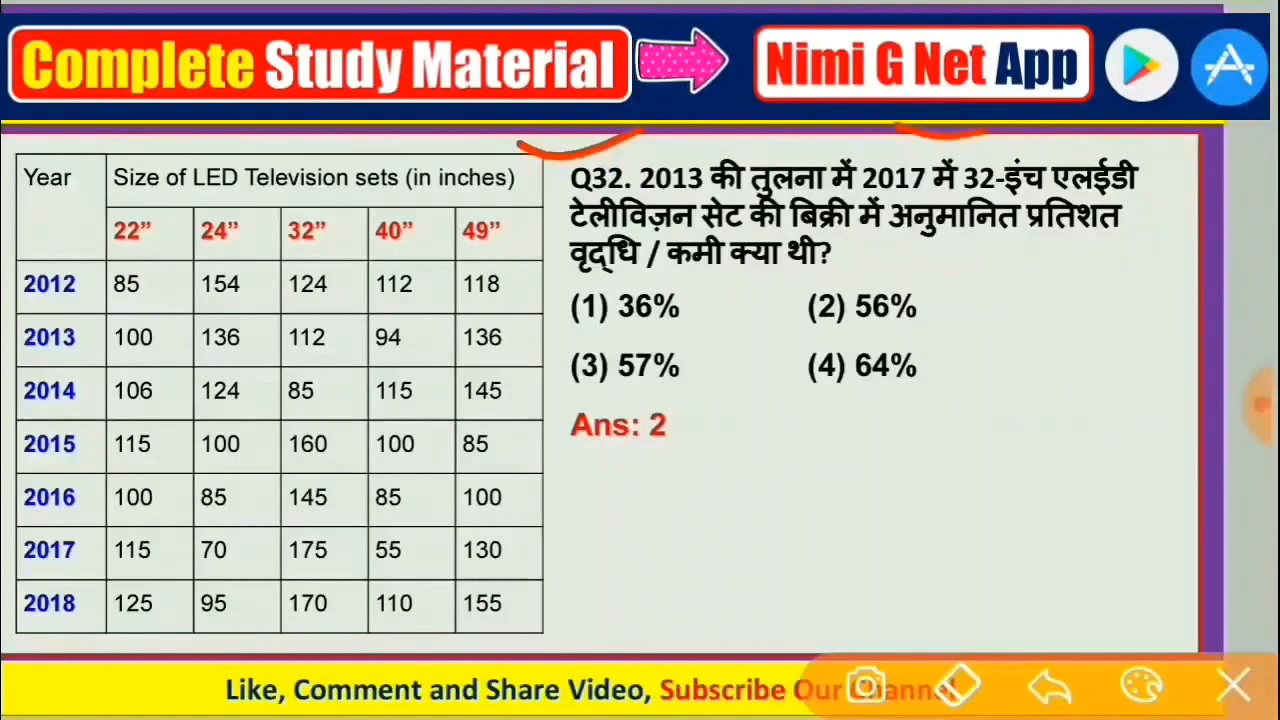 Complete Study Material
Nimi G Net App
Year Size of LED Television sets (in inches)
22” 24” 32” 40” 49”
2012 85 154 124 112 118
2013 100 136 112 94 136
2014 106 124 85 115 145
2015 115 100 160 100 85
2016 100 85 145 85 100
2017 115 70 175 55 130
2018 125 95 170 110 155
Q32. 2013 की तुलना में 2017 में 32-इंच एलईडी
टेलीविज़न सेट की बिक्री में अनुमानित प्रतिशत
वृद्धि / कमी क्या थी?
(1) 36% (2) 56%
(3) 57% (4) 64%
Ans: 2
Like, Comment and Share Video, Subscribe Our Channel